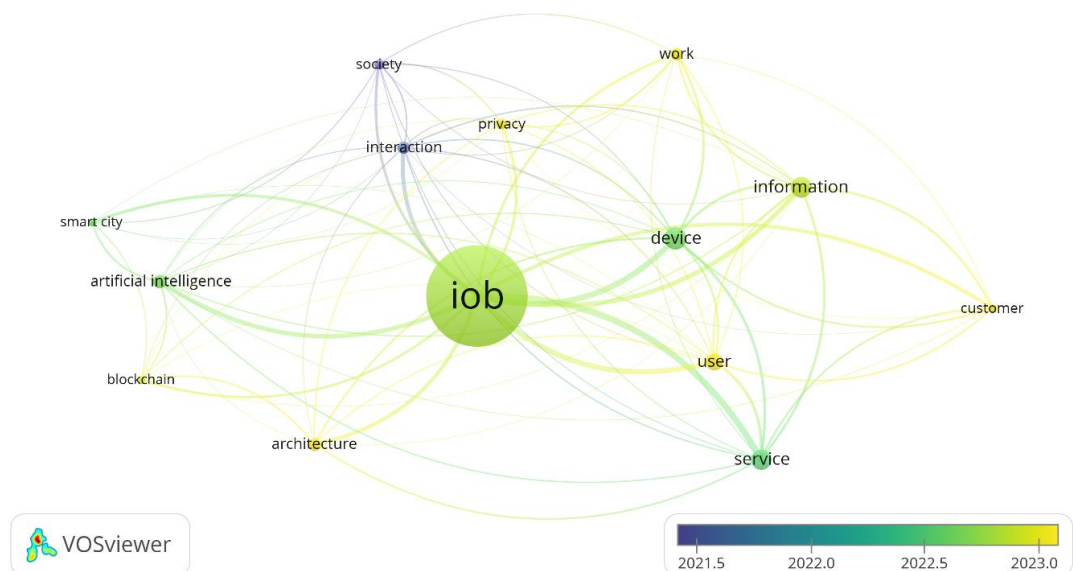 work
society
privacy
interaction
information
smart city
device
artificial intelligence
iob
customer
user
blockchain
architecture
service
VOSviewer
2021.5 2022.0 2022.5 2023.0